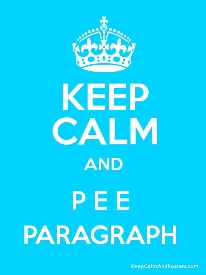 KEEP
CALM
AND
P E E
PARAGRAPH
KeepCalmAndPosters.com